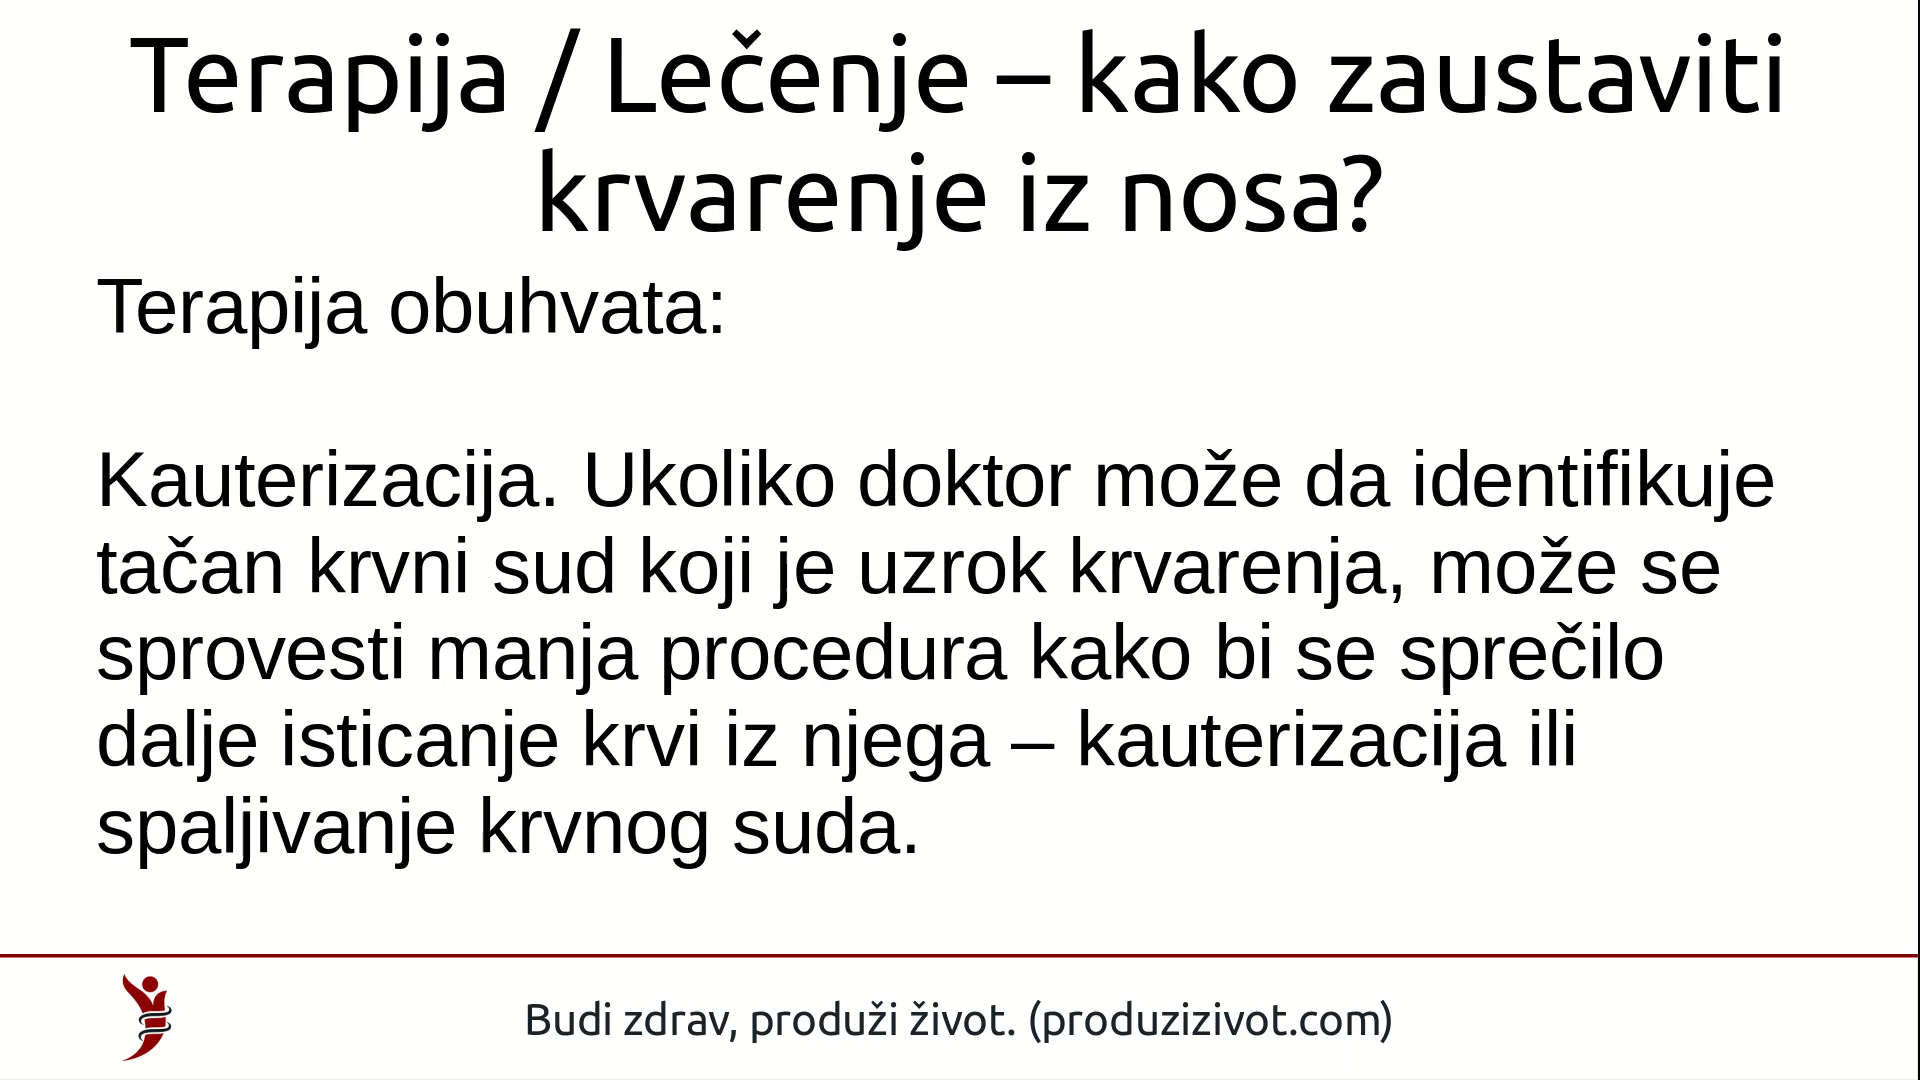 Terapija / Lečenje – kako zaustaviti
krvarenje iz nosa?
Terapija obuhvata:
Kauterizacija. Ukoliko doktor može da identifikuje
tačan krvni sud koji je uzrok krvarenja, može se
sprovesti manja procedura kako bi se sprečilo
dalje isticanje krvi iz njega – kauterizacija ili
spaljivanje krvnog suda.
Budi zdrav, produži život. (produzizivot.com)